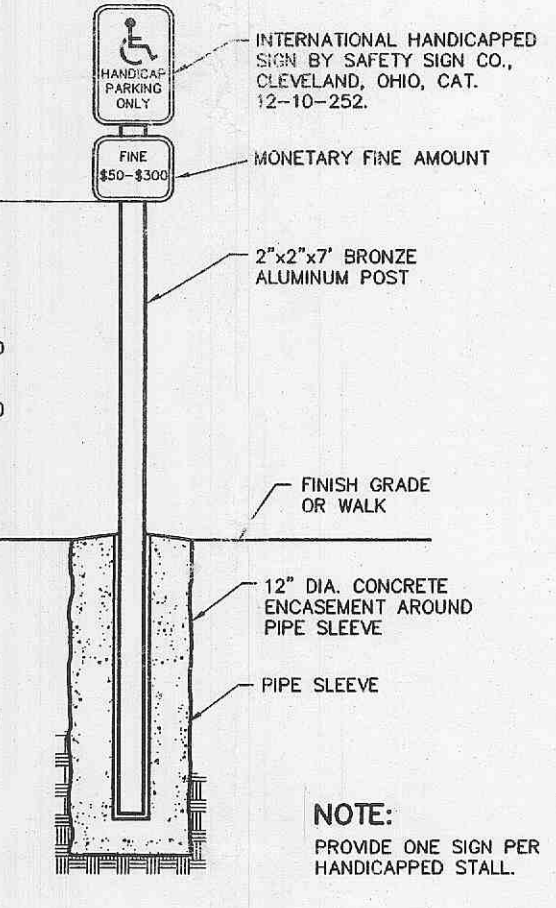 HANDICAP
PARKING
ONLY
FINE
$50-$300
INTERNATIONAL HANDICAPPED
SIGN BY SAFETY SIGN CO.,
CLEVELAND, OHIO, CAT.
12-10-252.
MONETARY FINE AMOUNT
2"x2"x7' BRONZE
ALUMINUM POST
FINISH GRADE
OR WALK
12" DIA. CONCRETE
ENCASEMENT AROUND
PIPE SLEEVE
PIPE SLEEVE
NOTE:
PROVIDE ONE SIGN PER
HANDICAPPED STALL.